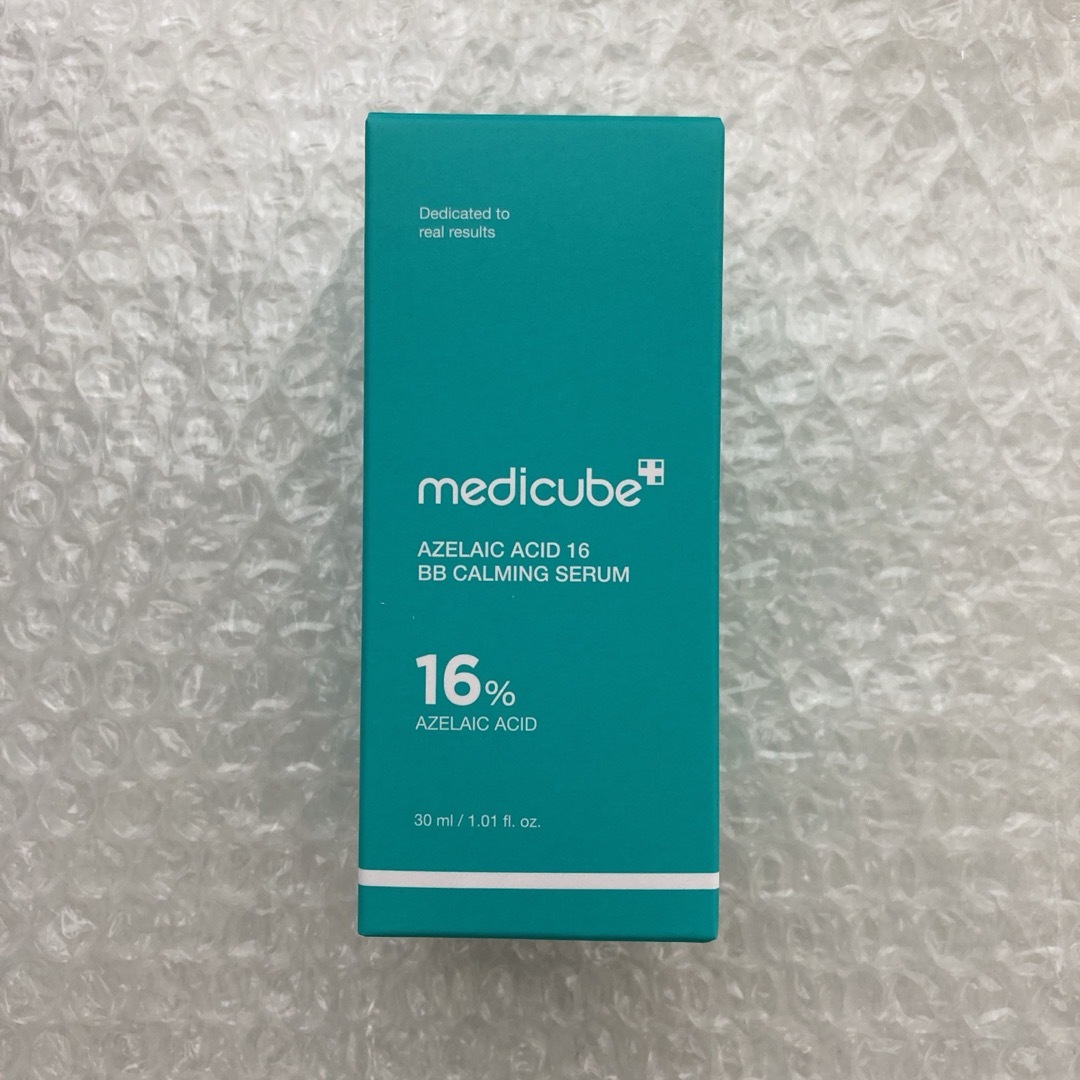 Dedicated to
real results
medicube
AZELAIC ACID 16
BB CALMING SERUM
16%
AZELAIC ACID
30 ml / 1.01 fl. oz.